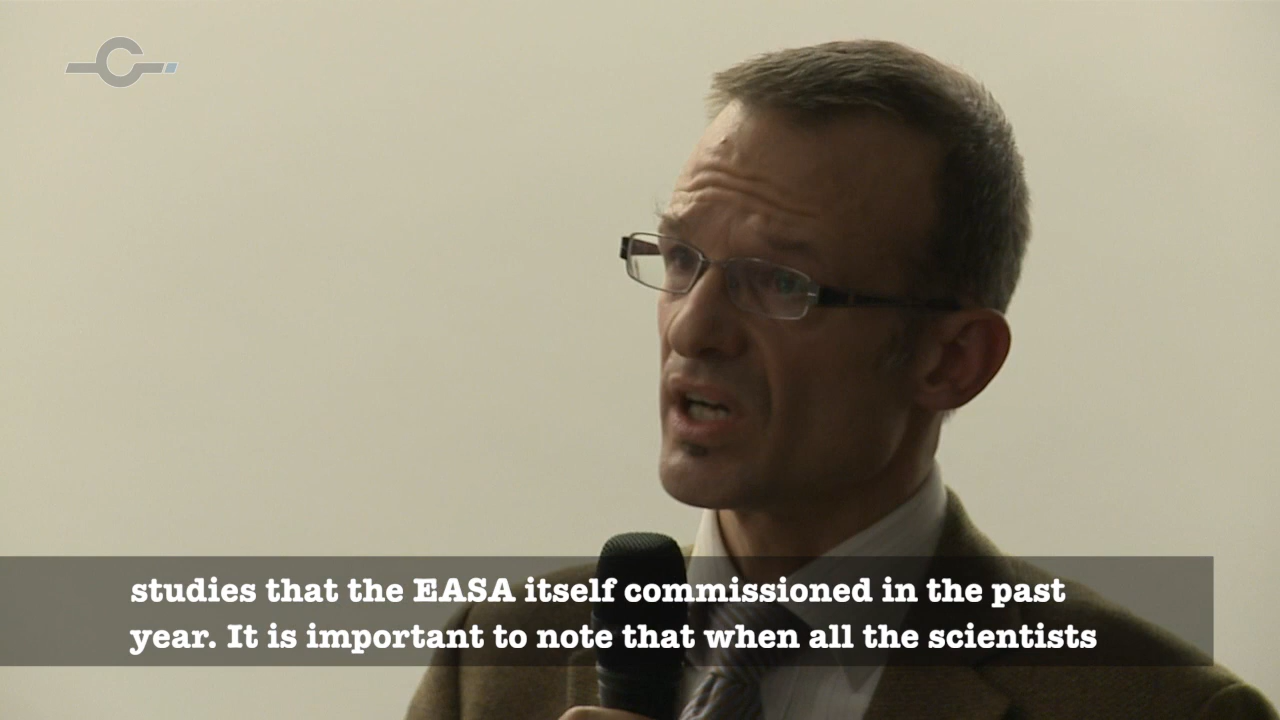 studies that the EASA itself commissioned in the past
year. It is important to note that when all the scientists